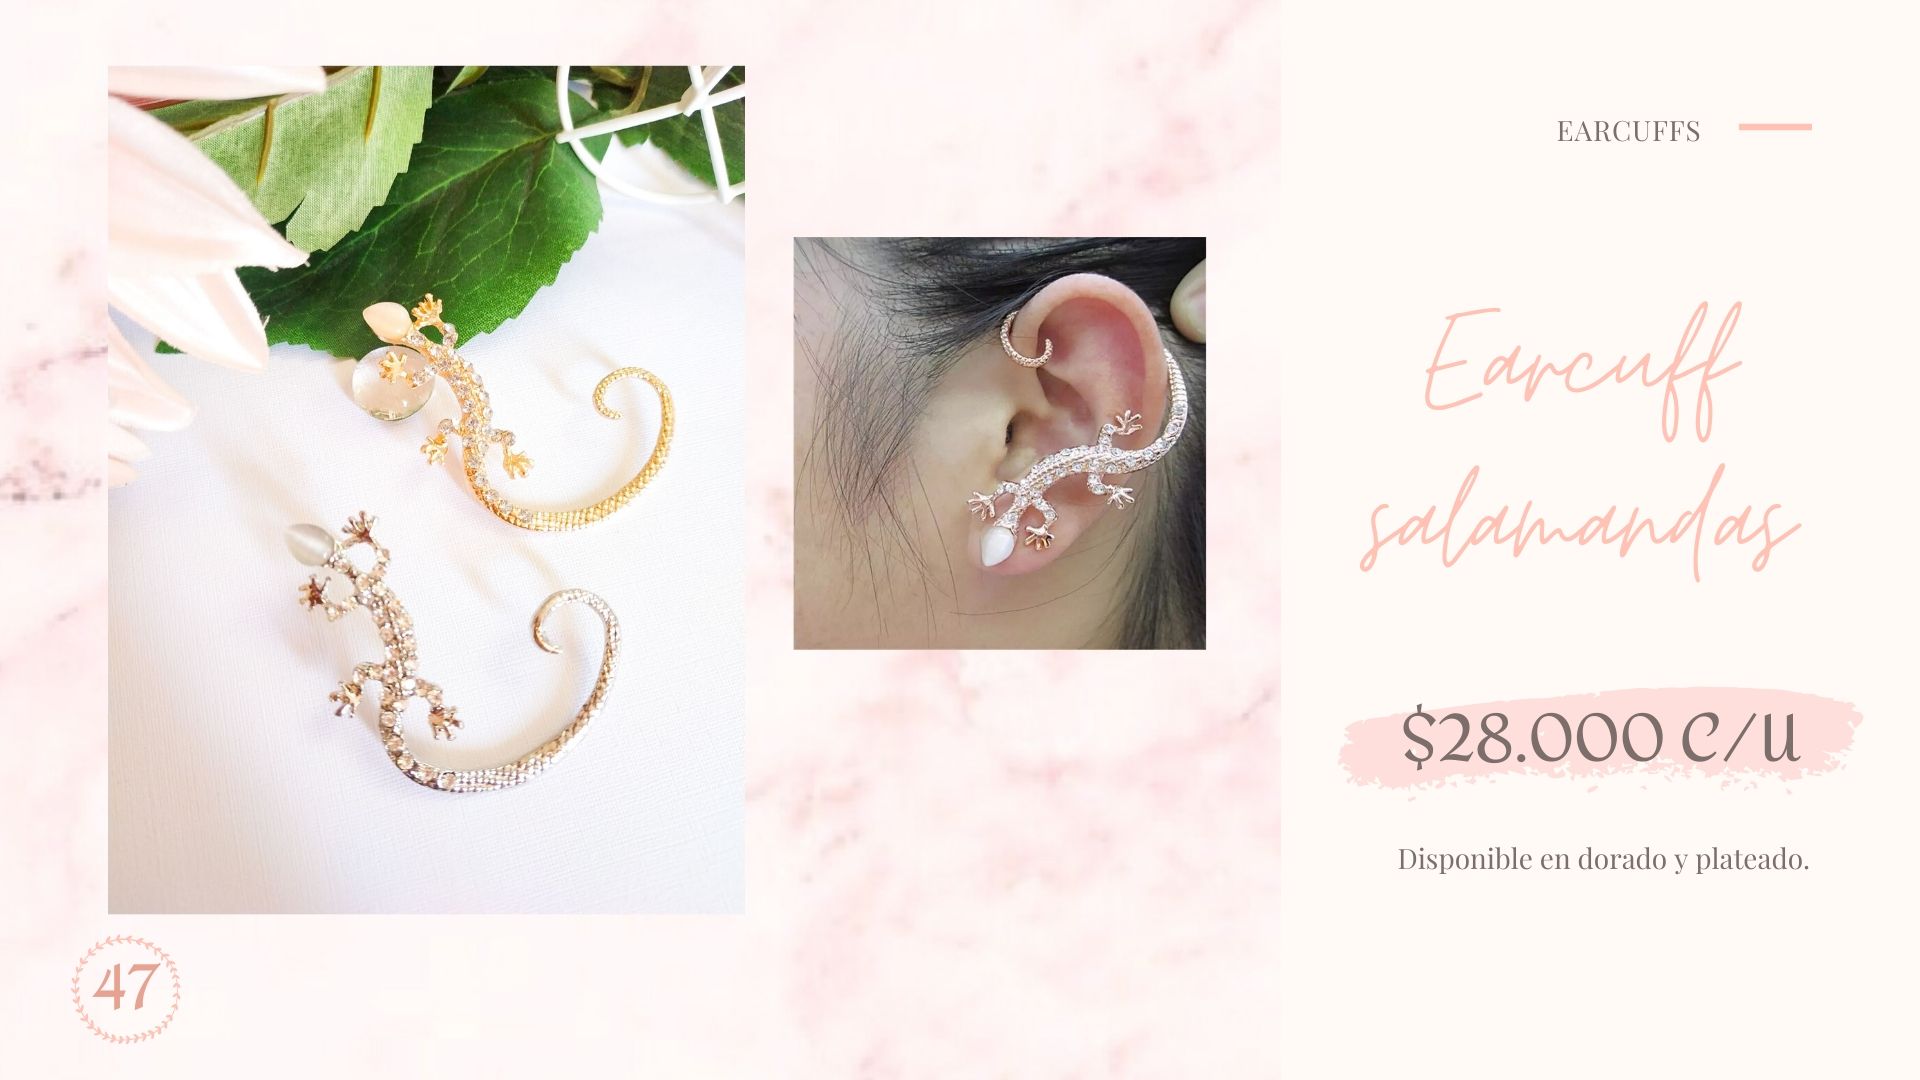 EARCUFFS
Earcuff
salamandas
$28.000 C/U
Disponible en dorado y plateado.
47